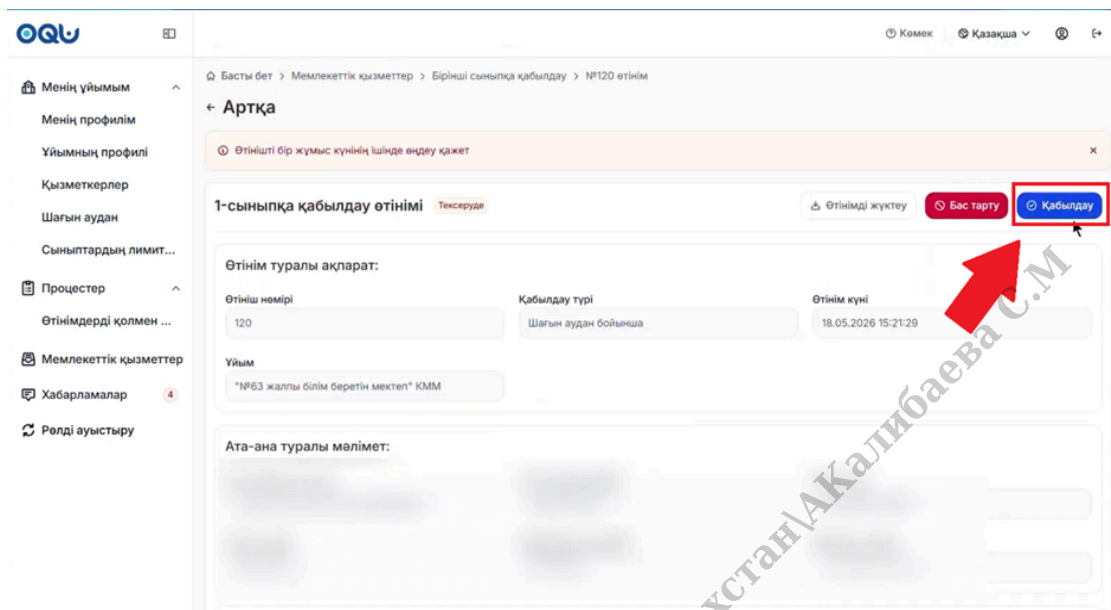 OQU
Көмек
Қазақша
Басты бет > Мемлекеттік қызметтер > Бірінші сыныпқа қабылдау > №120 өтінім
Менің ұйымым
← Артқа
Менің профилім
Ұйымның профилі
Өтінішті бір жұмыс күнінің ішінде өңдеу қажет
Қызметкерлер
1-сыныпқа қабылдау өтінімі Тексеруде
Өтінімді жүктеу
Бас тарту
Қабылдау
Шағын аудан
Сыныптардың лимит...
Өтінім туралы ақпарат:
Процестер
Өтініш нөмірі
Қабылдау түрі
Өтінім күні
Өтінімдерді қолмен ...
120
Шағын аудан бойынша
18.05.2026 15:21:29
Мемлекеттік қызметтер
Ұйым
"№63 жалпы білім беретін мектеп" КММ
Хабарламалар 4
Рөлді ауыстыру
Ата-ана туралы мәлімет:
хстан\АКалибаева С.М